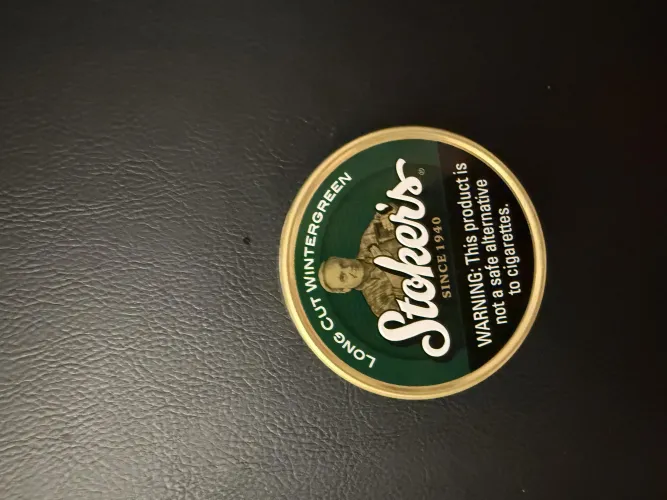 LONG CUT WINTERGREEN
Stoker's®
SINCE 1940
WARNING: This product is
not a safe alternative
to cigarettes.